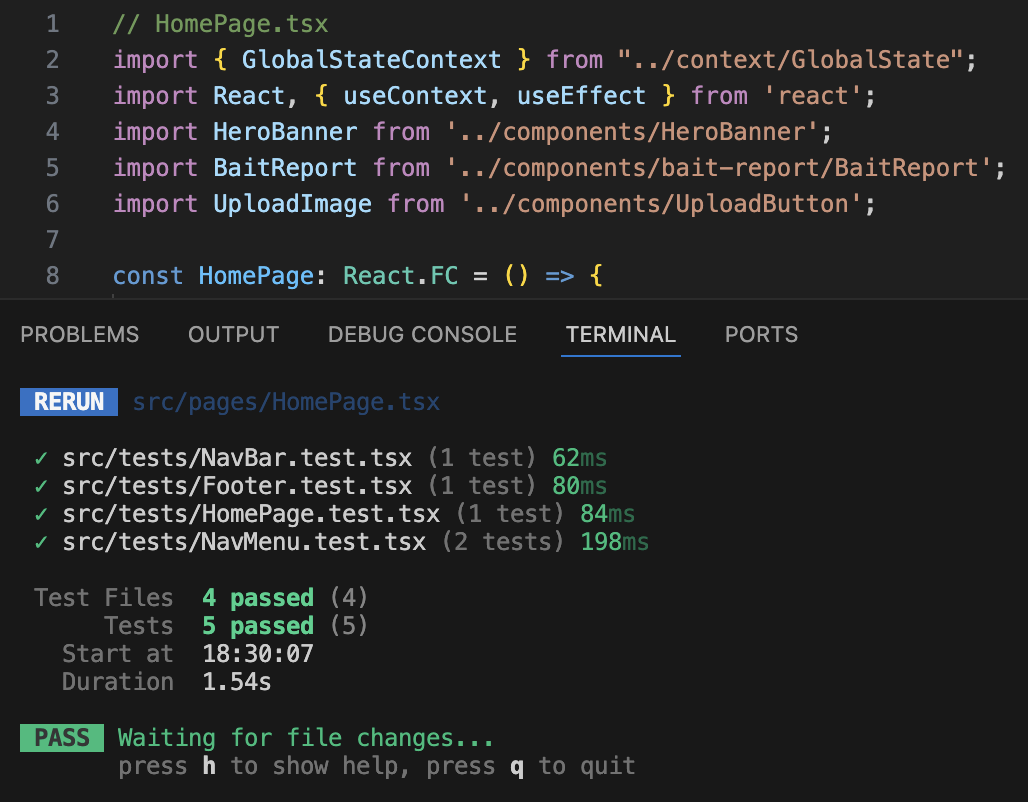 1 // HomePage.tsx
2 import { GlobalStateContext } from "../context/GlobalState";
3 import React, { useContext, useEffect } from 'react';
4 import HeroBanner from '../components/HeroBanner';
5 import BaitReport from '../components/bait-report/BaitReport';
6 import UploadImage from '../components/UploadButton';
7
8 const HomePage: React.FC = () => {
PROBLEMS OUTPUT DEBUG CONSOLE TERMINAL PORTS
RERUN src/pages/HomePage.tsx
✓ src/tests/NavBar.test.tsx (1 test) 62ms
✓ src/tests/Footer.test.tsx (1 test) 80ms
✓ src/tests/HomePage.test.tsx (1 test) 84ms
✓ src/tests/NavMenu.test.tsx (2 tests) 198ms
Test Files 4 passed (4)
Tests 5 passed (5)
Start at 18:30:07
Duration 1.54s
PASS Waiting for file changes...
press h to show help, press q to quit